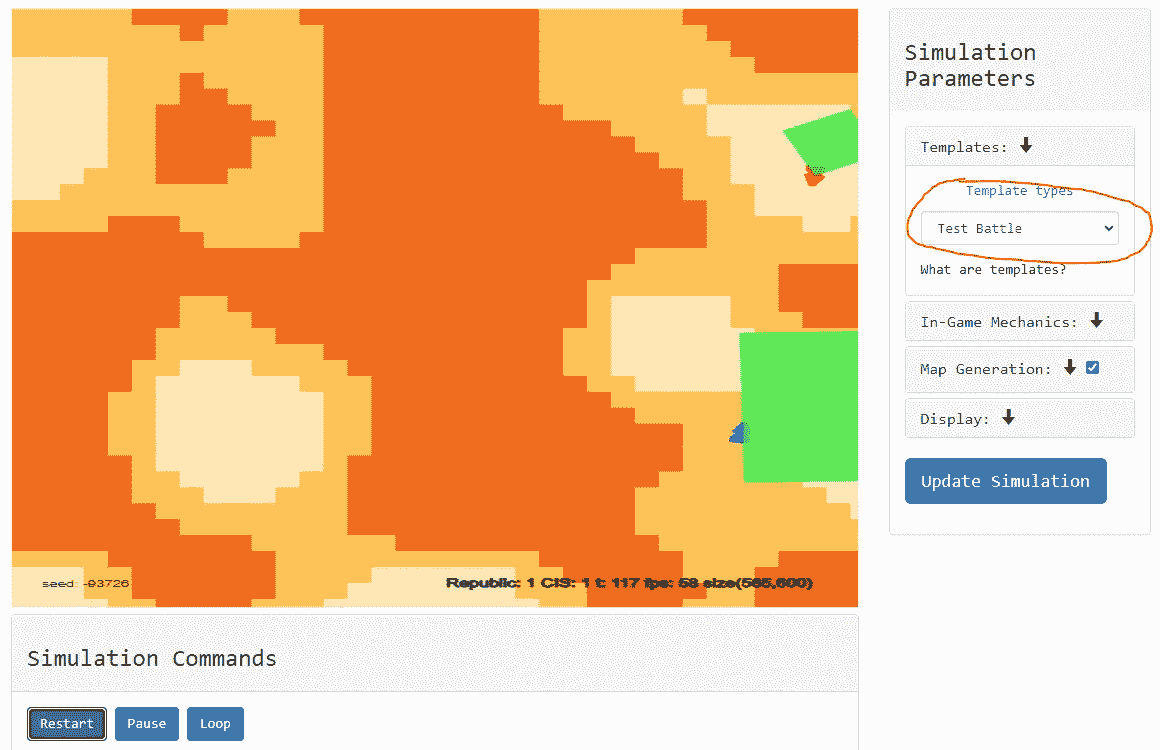 Simulation
Parameters
Templates:
Template types
Test Battle
What are templates?
In-Game Mechanics:
Map Generation:
Display:
Update Simulation
seed: -93726
Republic: 1 CIS: 1 t: 117 fps: 58 size(565,600)
Simulation Commands
Restart
Pause
Loop